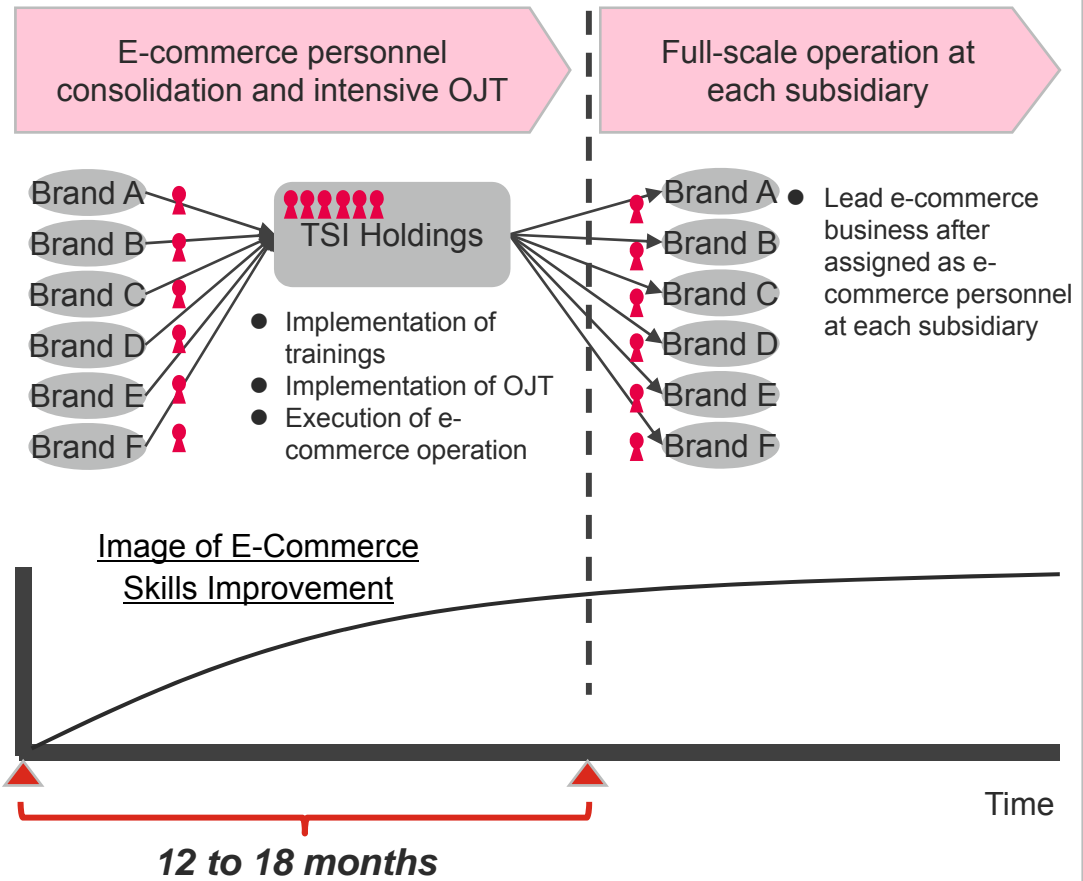 E-commerce personnel
consolidation and intensive OJT
Full-scale operation at
each subsidiary
Brand A
Brand B
Brand C
Brand D
Brand E
Brand F
TSI Holdings
● Implementation of
trainings
● Implementation of OJT
● Execution of e-
commerce operation
Brand A
Brand B
Brand C
Brand D
Brand E
Brand F
● Lead e-commerce
business after
assigned as e-
commerce personnel
at each subsidiary
Image of E-Commerce
Skills Improvement
Time
12 to 18 months